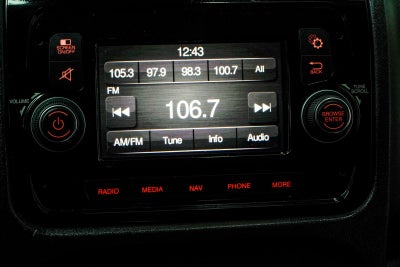 SCREEN
ON/OFF
12:43
105.3 97.9 98.3 100.7 All
FM
106.7
BACK
VOLUME
TUNE
SCROLL
BROWSE
ENTER
AM/FM Tune Info Audio
RADIO MEDIA NAV PHONE MORE